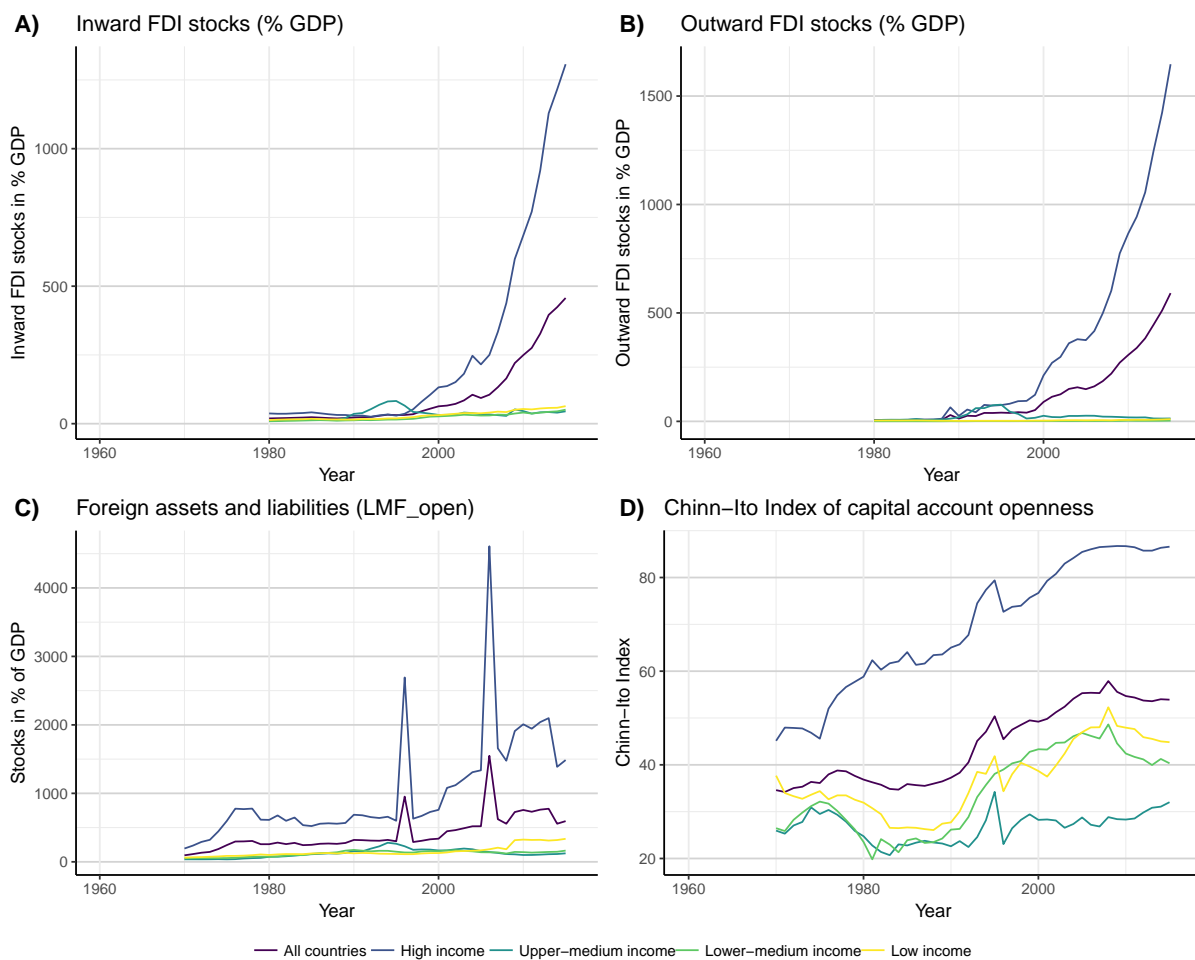 A) Inward FDI stocks (% GDP)
Inward FDI stocks in % GDP
1000
500
0
1960 1980 2000
Year
B) Outward FDI stocks (% GDP)
Outward FDI stocks in % GDP
1500
1000
500
0
1960 1980 2000
Year
C) Foreign assets and liabilities (LMF_open)
Stocks in % of GDP
4000
3000
2000
1000
0
1960 1980 2000
Year
D) Chinn−Ito Index of capital account openness
Chinn−Ito Index
80
60
40
20
1960 1980 2000
Year
All countries High income Upper−medium income Lower−medium income Low income